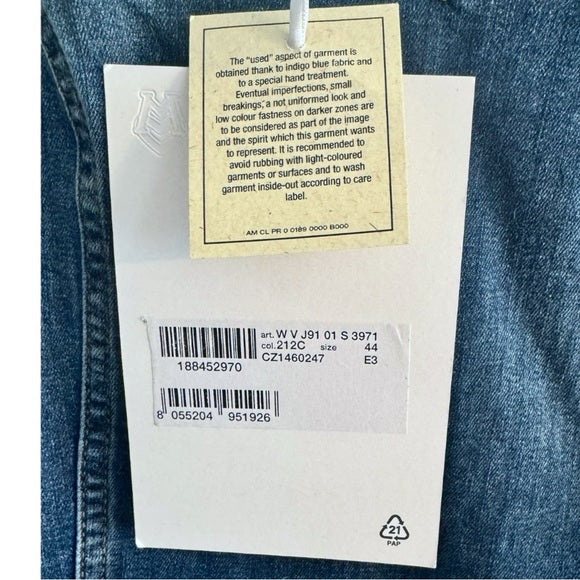 The "used" aspect of garment is
obtained thank to indigo blue fabric and
to a special hand treatment.
Eventual imperfections, small
breakings, a not uniformed look and
low colour fastness on darker zones are
to be considered as part of the image
and the spirit which this garment wants
to represent. It is recommended to
avoid rubbing with light-coloured
garments or surfaces and to wash
garment inside-out according to care
label.
AM CL PR 0 0189 0000 B000
art. W V J91 01 S 3971
col. 212C size 44
CZ1460247 E3
188452970
8 055204 951926
21
PAP